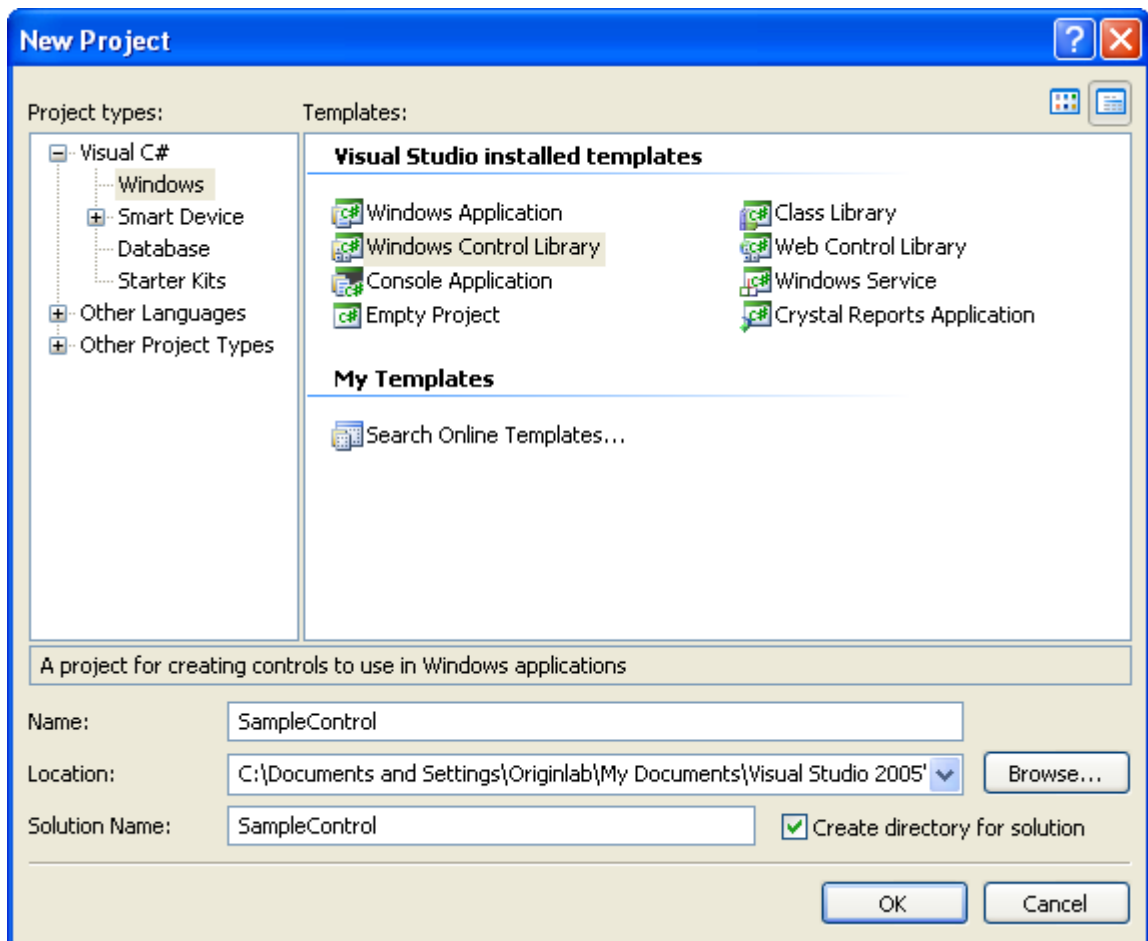 New Project
Project types:
Templates:
Visual C#
Windows
Smart Device
Database
Starter Kits
Other Languages
Other Project Types
Visual Studio installed templates
Windows Application
Class Library
Windows Control Library
Web Control Library
Console Application
Windows Service
Empty Project
Crystal Reports Application
My Templates
Search Online Templates...
A project for creating controls to use in Windows applications
Name: SampleControl
Location: C:\Documents and Settings\Originlab\My Documents\Visual Studio 2005'
Browse...
Solution Name: SampleControl
Create directory for solution
OK
Cancel